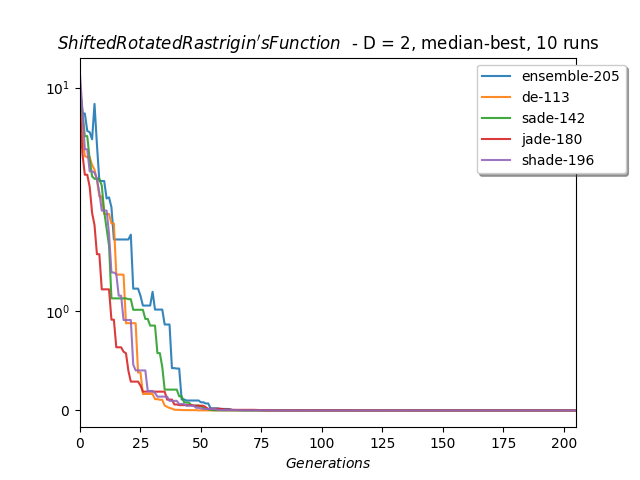 ShiftedRotatedRastrigin'sFunction - D = 2, median-best, 10 runs
10¹
10⁰
0
ensemble-205
de-113
sade-142
jade-180
shade-196
0 25 50 75 100 125 150 175 200
Generations